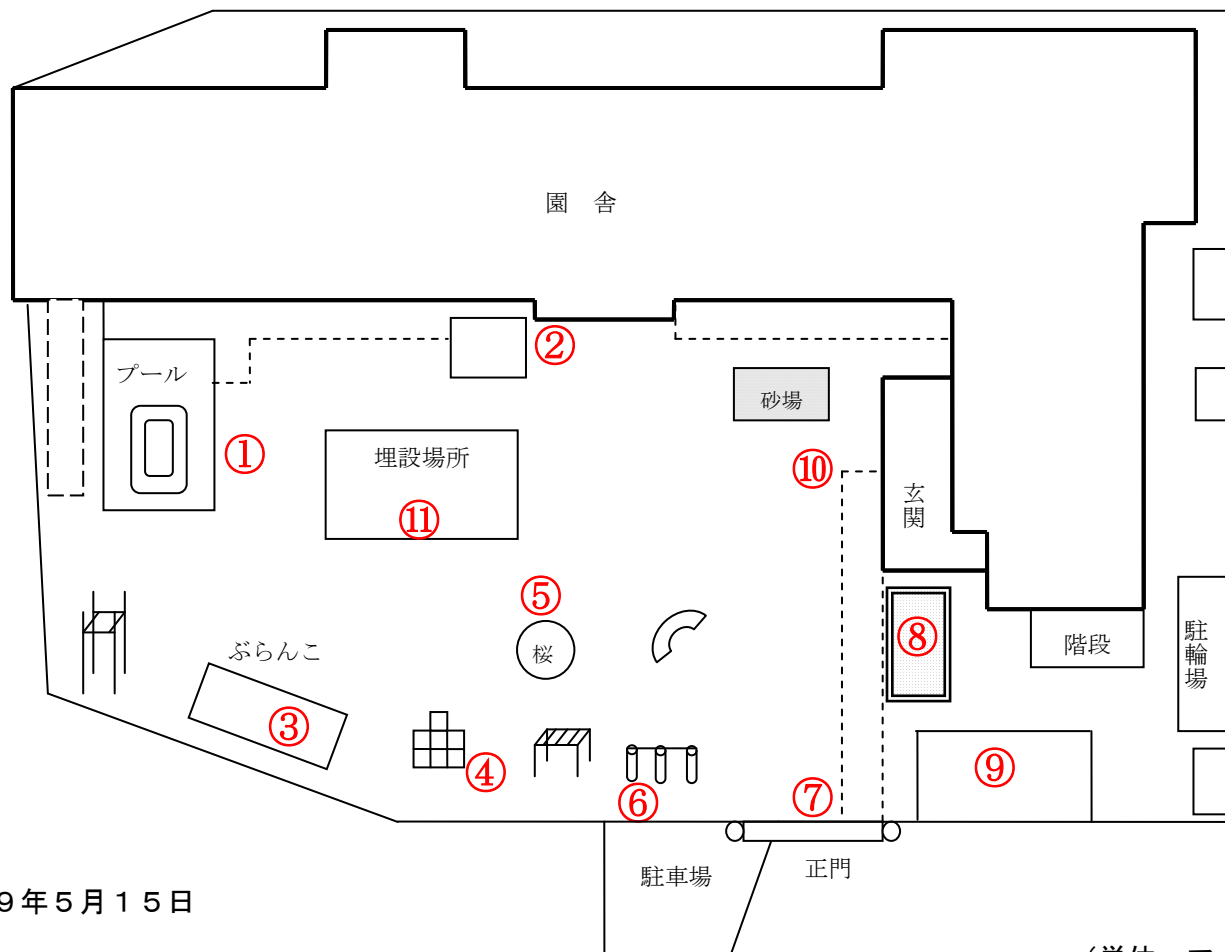 園　舎
②
プール
砂場
①
埋設場所
⑩
⑪
玄関
⑤
桜
⑧
階段
駐輪場
ぶらんこ
③
④
⑥
⑦
⑨
駐車場
正門
９年５月１５日